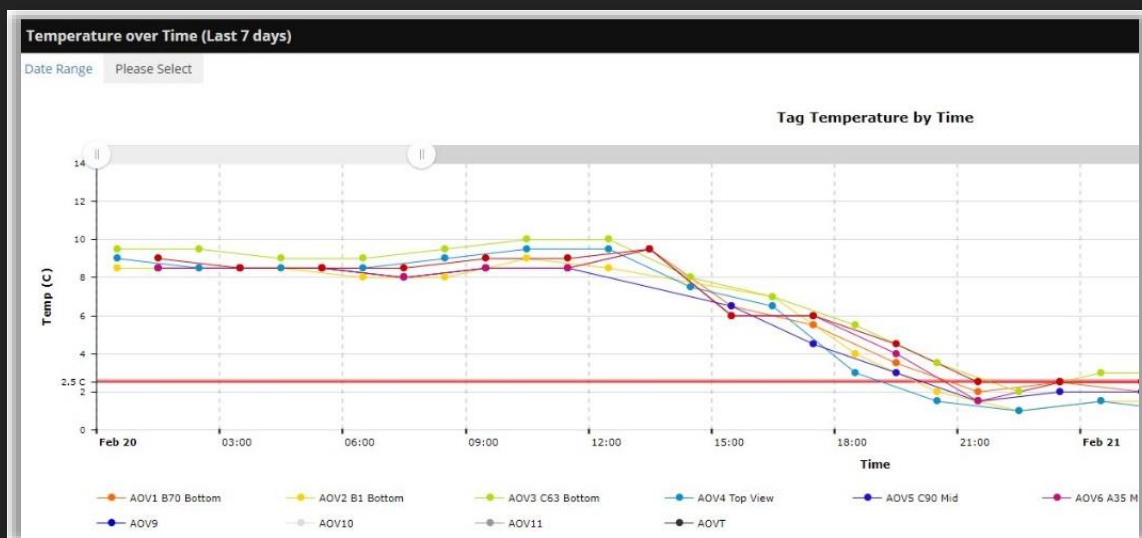 Temperature over Time (Last 7 days)
Date Range Please Select
Tag Temperature by Time
14
12
10
8
6
4
2.5 C
2
0
Temp (C)
Feb 20 03:00 06:00 09:00 12:00 15:00 18:00 21:00 Feb 21
Time
AOV1 B70 Bottom AOV2 B1 Bottom AOV3 C63 Bottom AOV4 Top View AOV5 C90 Mid AOV6 A35 M
AOV9 AOV10 AOV11 AOVT